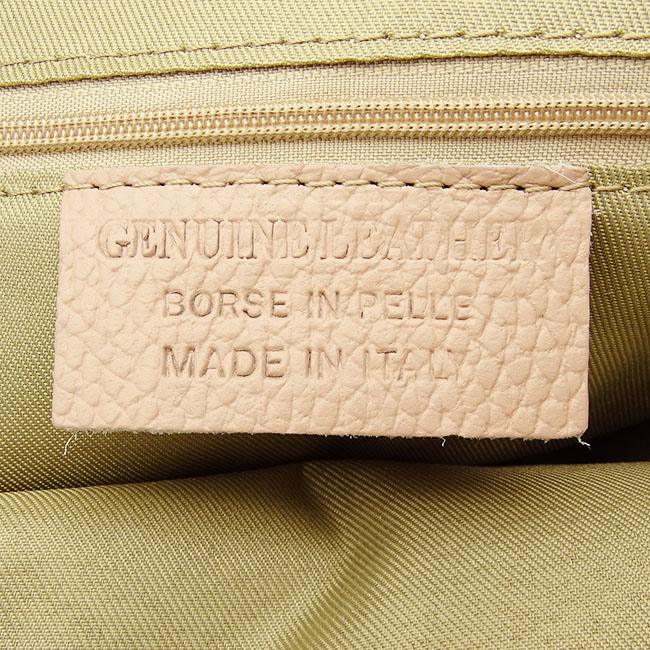 GENUINE LEATHER
BORSE IN PELLE
MADE IN ITALY